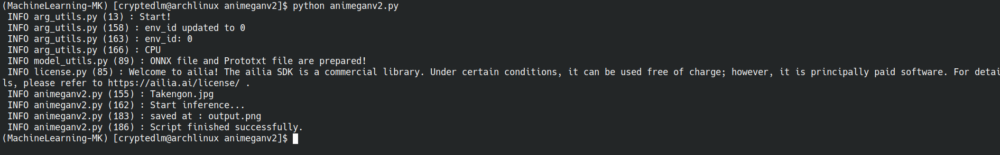 (MachineLearning-MK) [cryptedlm@archlinux animeganv2]$ python animeganv2.py
INFO arg_utils.py (13) : Start!
INFO arg_utils.py (158) : env_id updated to 0
INFO arg_utils.py (163) : env_id: 0
INFO arg_utils.py (166) : CPU
INFO model_utils.py (89) : ONNX file and Prototxt file are prepared!
INFO license.py (85) : Welcome to ailia! The ailia SDK is a commercial library. Under certain conditions, it can be used free of charge; however, it is principally paid software. For detai
ls, please refer to https://ailia.ai/license/ .
INFO animeganv2.py (155) : Takengon.jpg
INFO animeganv2.py (162) : Start inference...
INFO animeganv2.py (183) : saved at : output.png
INFO animeganv2.py (186) : Script finished successfully.
(MachineLearning-MK) [cryptedlm@archlinux animeganv2]$